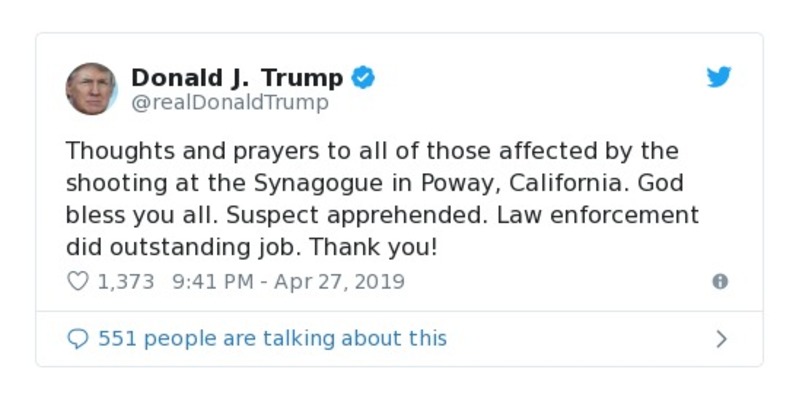 Donald J. Trump
@realDonaldTrump
Thoughts and prayers to all of those affected by the
shooting at the Synagogue in Poway, California. God
bless you all. Suspect apprehended. Law enforcement
did outstanding job. Thank you!
1,373 9:41 PM - Apr 27, 2019
551 people are talking about this